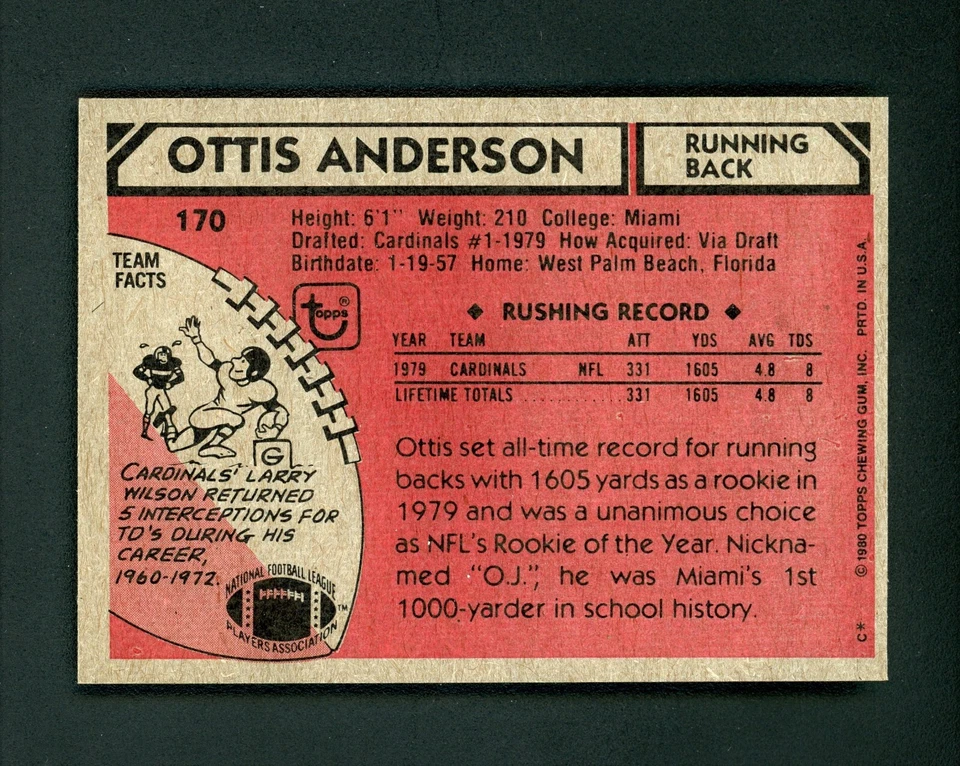 OTTIS ANDERSON
RUNNING
BACK
170
Height: 6'1" Weight: 210 College: Miami
Drafted: Cardinals #1-1979 How Acquired: Via Draft
Birthdate: 1-19-57 Home: West Palm Beach, Florida
TEAM
FACTS
topps®
◆ RUSHING RECORD ◆
YEAR TEAM ATT YDS AVG TDS
1979 CARDINALS NFL 331 1605 4.8 8
LIFETIME TOTALS ............ 331 1605 4.8 8
G
CARDINALS' LARRY
WILSON RETURNED
5 INTERCEPTIONS FOR
TD'S DURING HIS
CAREER,
1960-1972.
NATIONAL FOOTBALL LEAGUE
PLAYERS ASSOCIATION
TM
Ottis set all-time record for running
backs with 1605 yards as a rookie in
1979 and was a unanimous choice
as NFL's Rookie of the Year. Nickna-
med "O.J.", he was Miami's 1st
1000-yarder in school history.
C* © 1980 TOPPS CHEWING GUM, INC. PRTD. IN U.S.A.